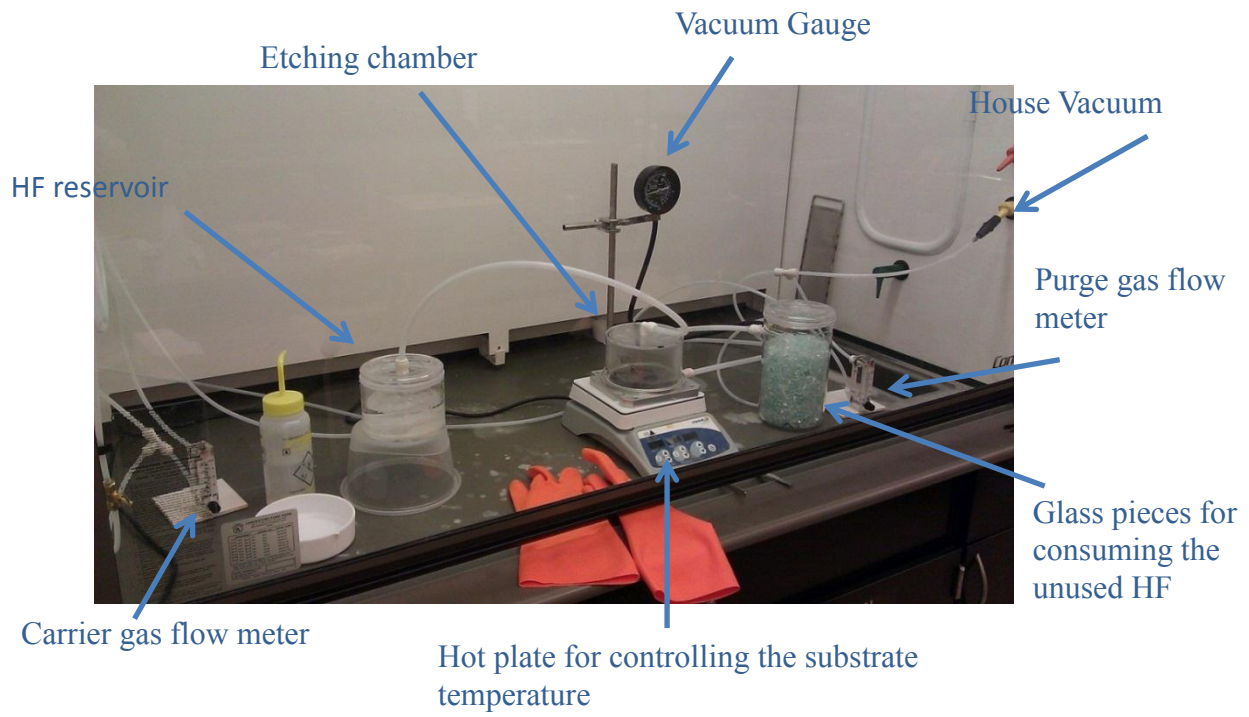 Vacuum Gauge
Etching chamber
House Vacuum
HF reservoir
Purge gas flow
meter
Glass pieces for
consuming the
unused HF
Carrier gas flow meter
Hot plate for controlling the substrate
temperature